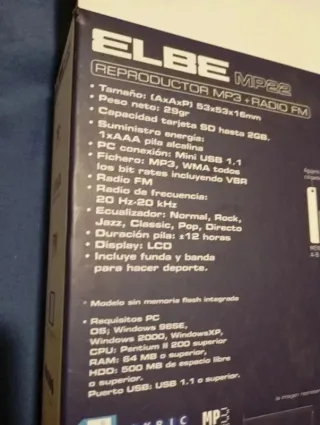 ELBE MP22
REPRODUCTOR MP3 + RADIO FM
• Tamaño: (AxAxP) 53x53x16mm
• Peso neto: 29gr
• Capacidad tarjeta SD hasta 2GB.
• Suministro energía:
1xAAA pila alcalina
• PC conexión: Mini USB 1.1
• Fichero: MP3, WMA todos
los bit rates incluyendo VBR
• Radio FM
• Radio de frecuencia:
20 Hz-20 kHz
• Ecualizador: Normal, Rock,
Jazz, Classic, Pop, Directo
• Duración pila: ±12 horas
• Display: LCD
• Incluye funda y banda
para hacer deporte.
• Modelo sin memoria flash integrada
• Requisitos PC
OS; Windows 98SE,
Windows 2000, WindowsXP,
CPU: Pentium II 200 superior
RAM: 64 MB o superior,
HDD: 500 MB de espacio libre
o superior.
Puerto USB: USB 1.1 o superior.
MP3
la imagen